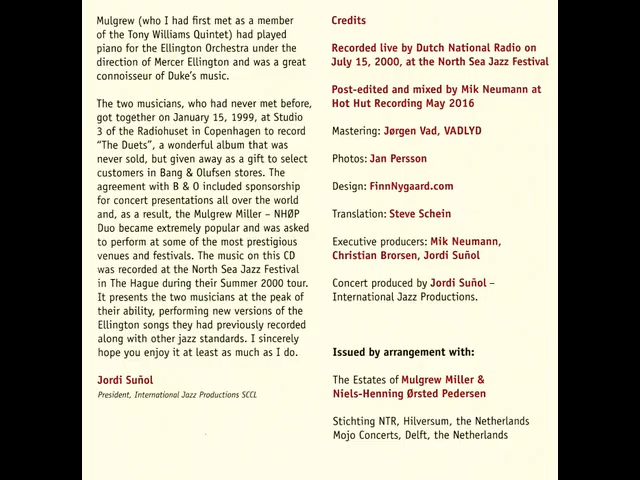 Mulgrew (who I had first met as a member
of the Tony Williams Quintet) had played
piano for the Ellington Orchestra under the
direction of Mercer Ellington and was a great
connoisseur of Duke's music.
The two musicians, who had never met before,
got together on January 15, 1999, at Studio
3 of the Radiohuset in Copenhagen to record
"The Duets", a wonderful album that was
never sold, but given away as a gift to select
customers in Bang & Olufsen stores. The
agreement with B & O included sponsorship
for concert presentations all over the world
and, as a result, the Mulgrew Miller – NHØP
Duo became extremely popular and was asked
to perform at some of the most prestigious
venues and festivals. The music on this CD
was recorded at the North Sea Jazz Festival
in The Hague during their Summer 2000 tour.
It presents the two musicians at the peak of
their ability, performing new versions of the
Ellington songs they had previously recorded
along with other jazz standards. I sincerely
hope you enjoy it at least as much as I do.
Jordi Suñol
President, International Jazz Productions SCCL
Credits
Recorded live by Dutch National Radio on
July 15, 2000, at the North Sea Jazz Festival
Post-edited and mixed by Mik Neumann at
Hot Hut Recording May 2016
Mastering: Jørgen Vad, VADLYD
Photos: Jan Persson
Design: FinnNygaard.com
Translation: Steve Schein
Executive producers: Mik Neumann,
Christian Brorsen, Jordi Suñol
Concert produced by Jordi Suñol –
International Jazz Productions.
Issued by arrangement with:
The Estates of Mulgrew Miller &
Niels-Henning Ørsted Pedersen
Stichting NTR, Hilversum, the Netherlands
Mojo Concerts, Delft, the Netherlands